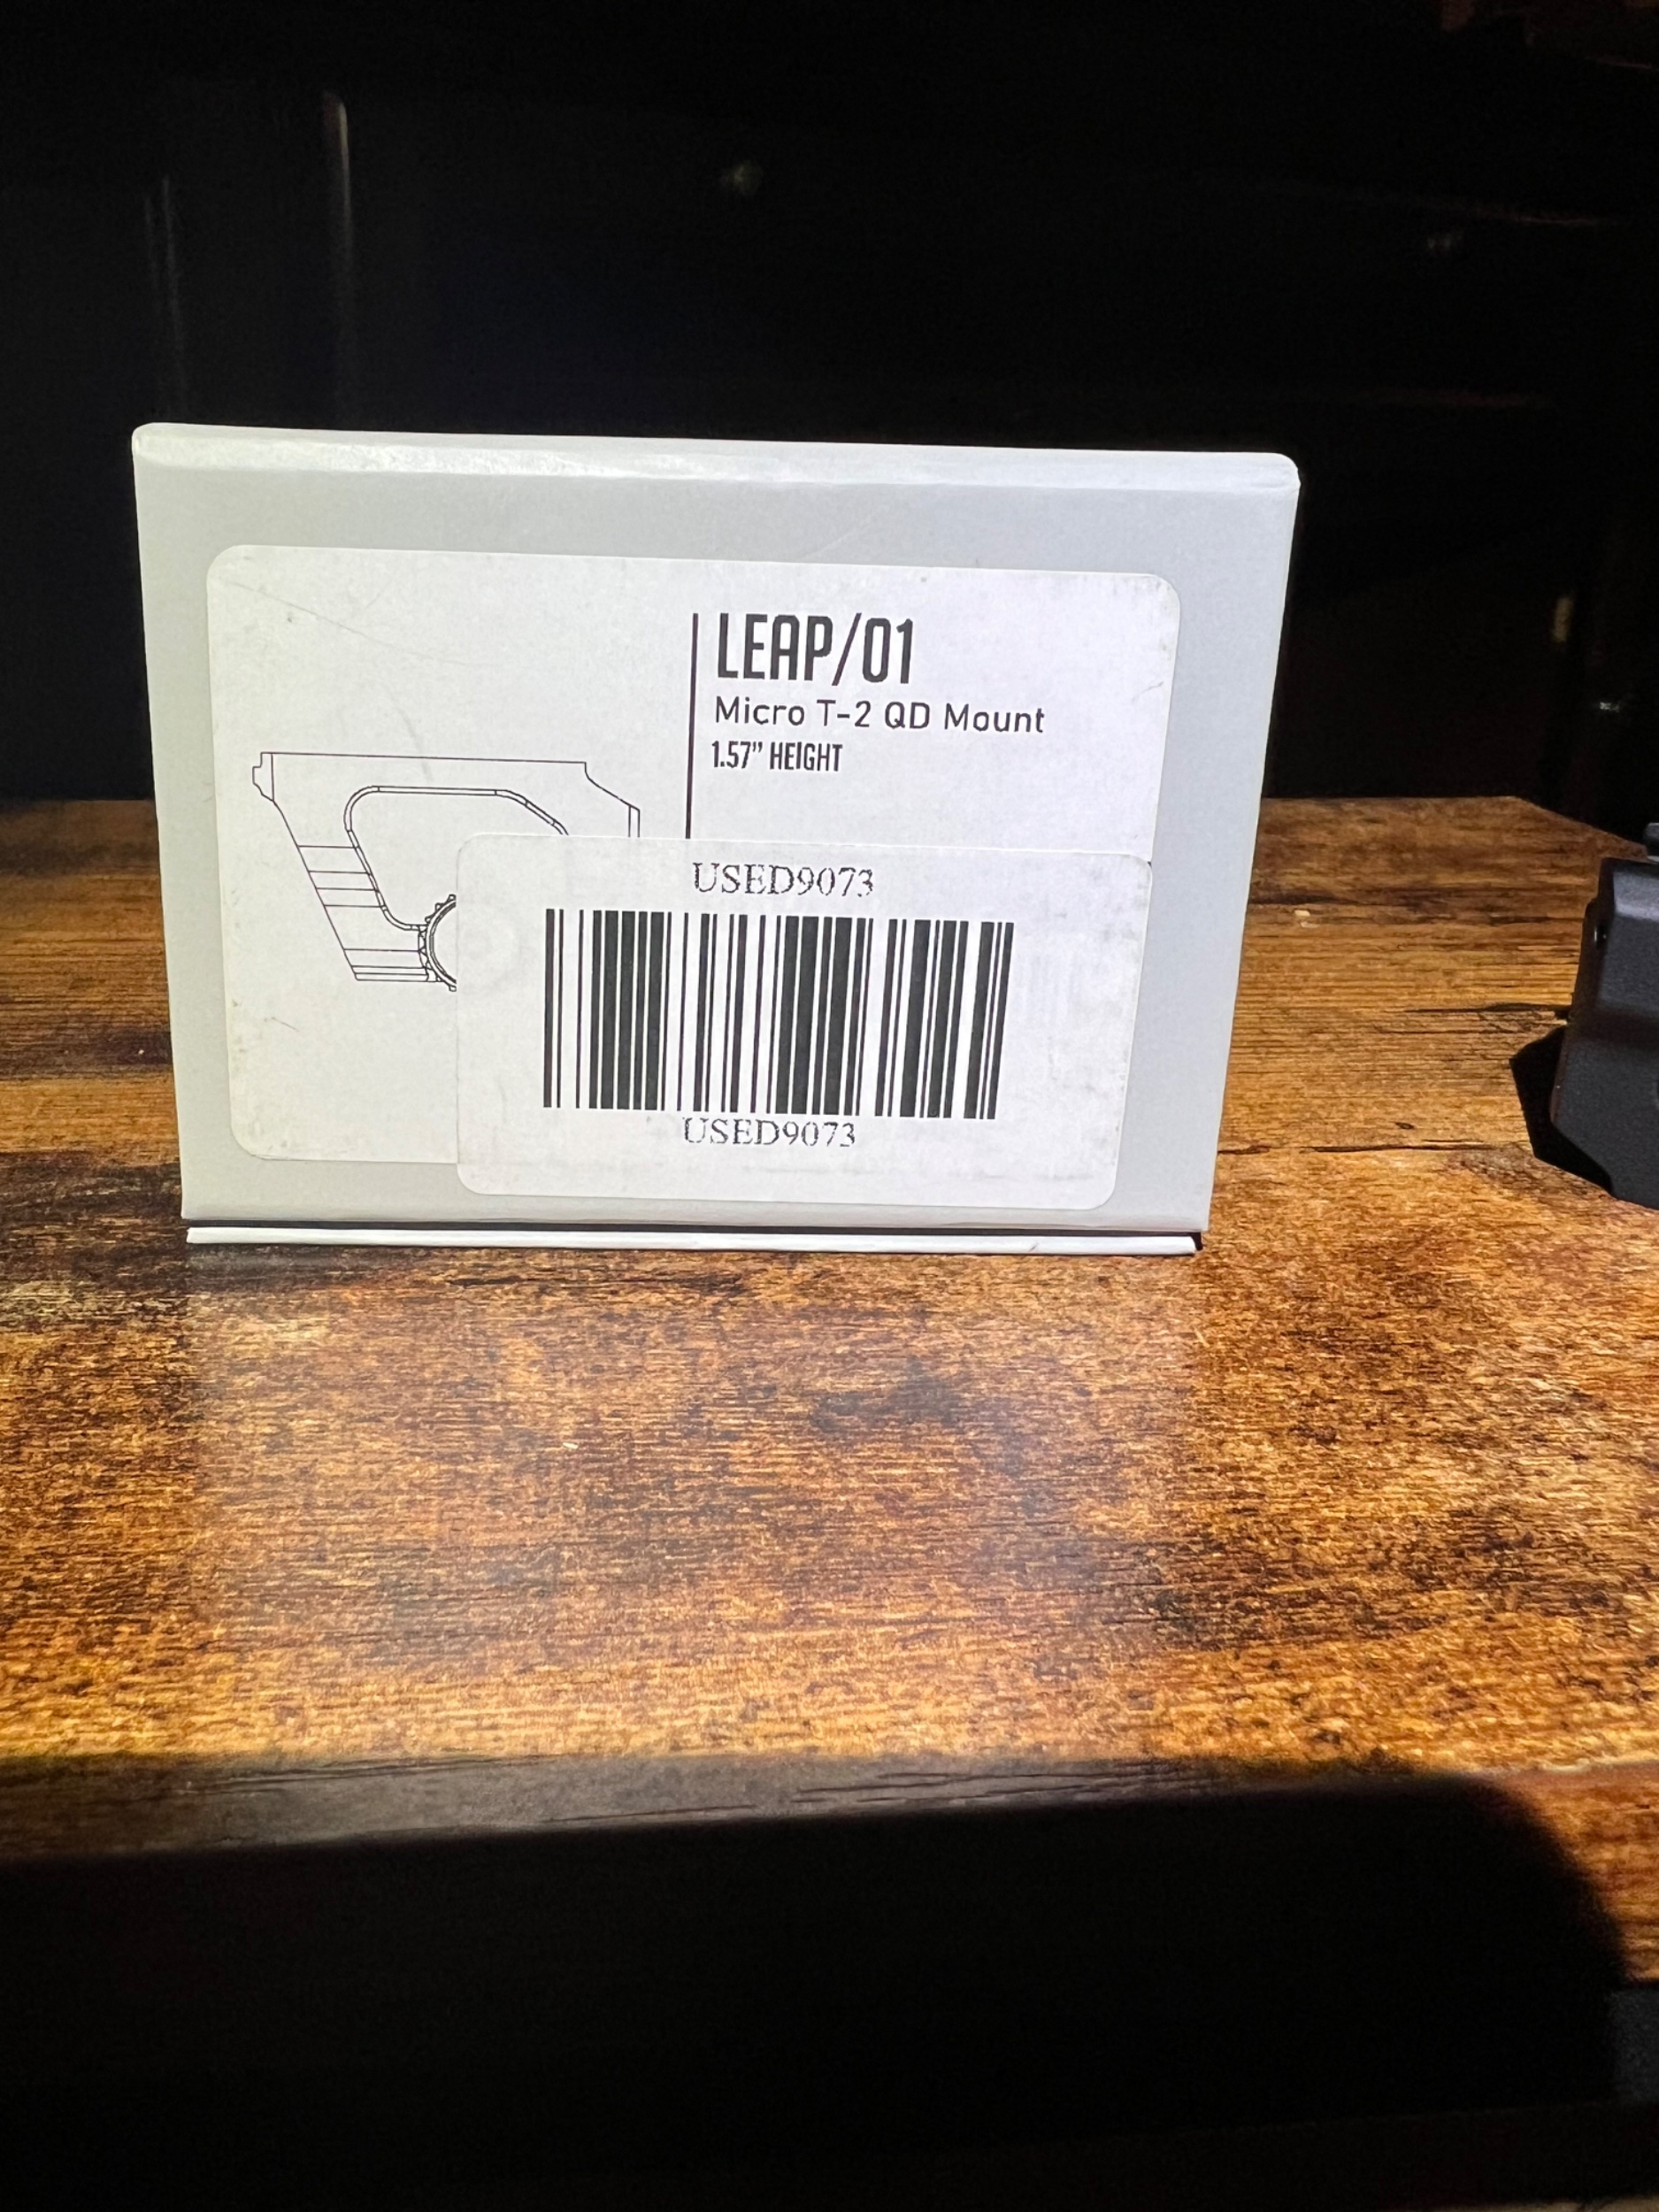 LEAP/01
Micro T-2 QD Mount
1.57” HEIGHT
USED9073
USED9073